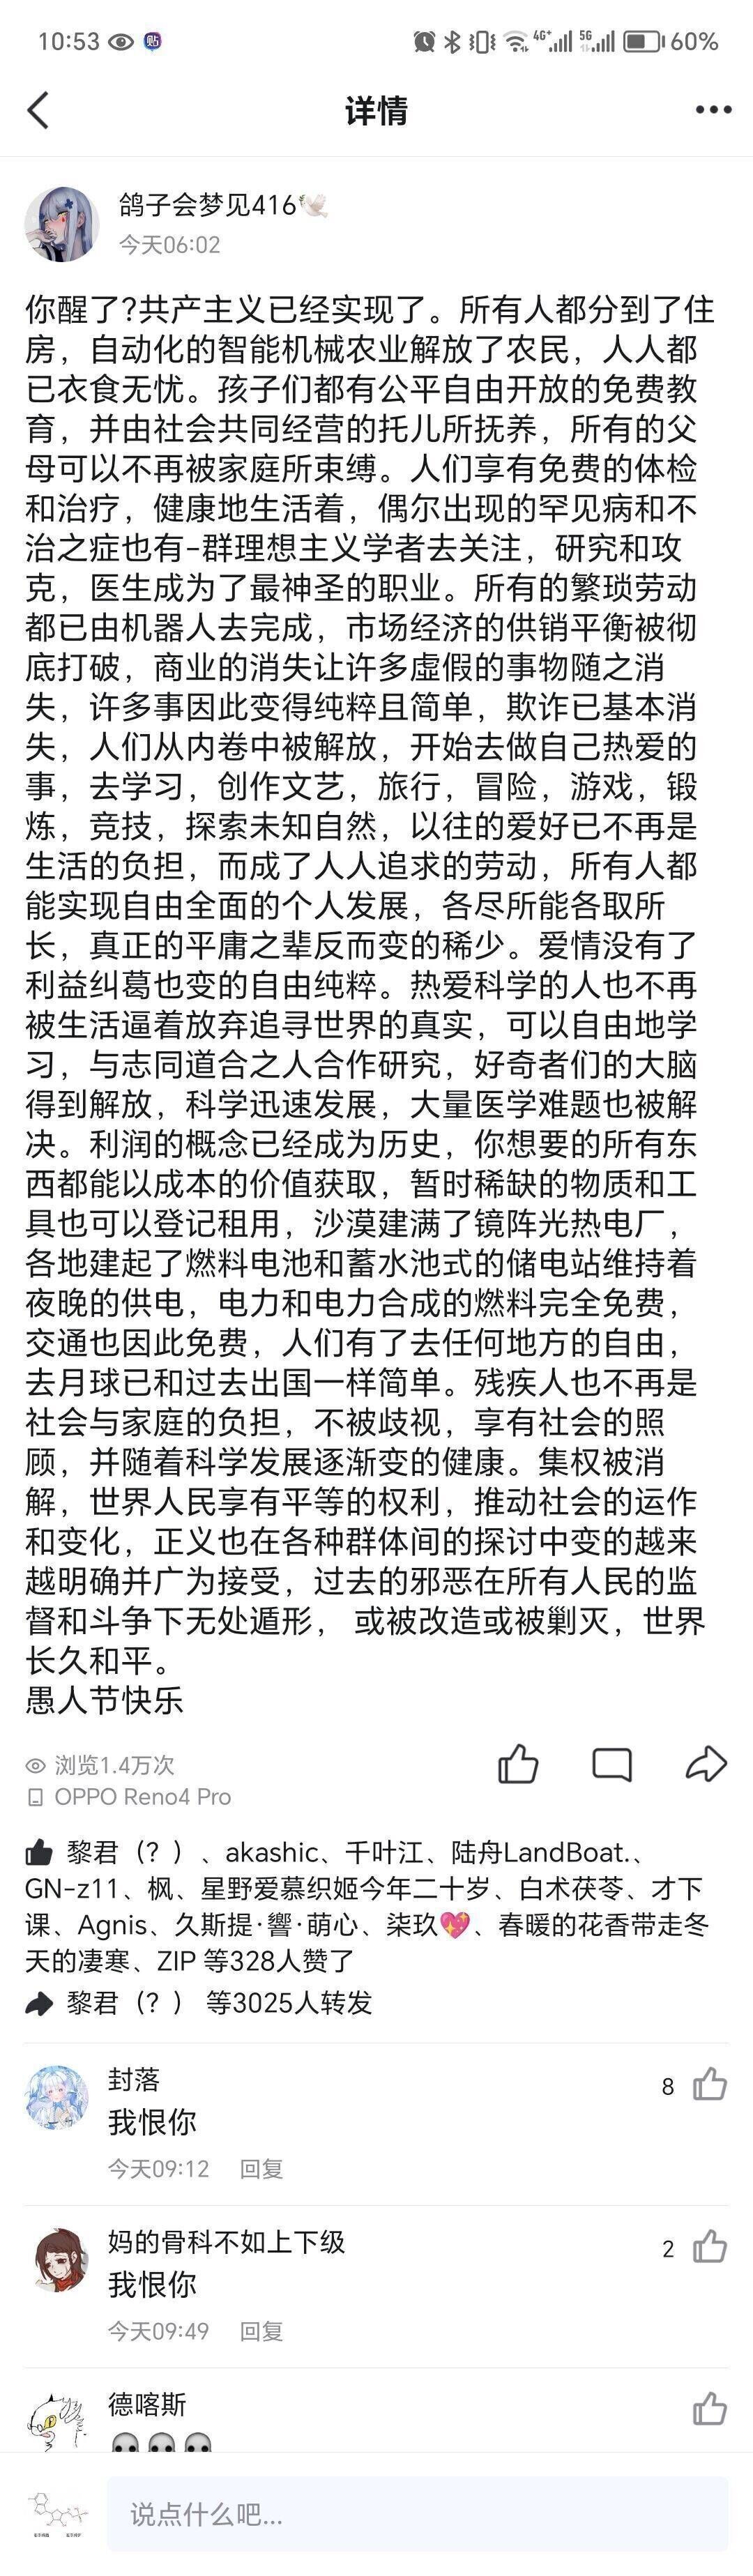 10:53 贴 4G+ 5G 60%
详情
鸽子会梦见416🕊
今天06:02
你醒了?共产主义已经实现了。所有人都分到了住
房，自动化的智能机械农业解放了农民，人人都
已衣食无忧。孩子们都有公平自由开放的免费教
育，并由社会共同经营的托儿所抚养，所有的父
母可以不再被家庭所束缚。人们享有免费的体检
和治疗，健康地生活着，偶尔出现的罕见病和不
治之症也有-群理想主义学者去关注，研究和攻
克，医生成为了最神圣的职业。所有的繁琐劳动
都已由机器人去完成，市场经济的供销平衡被彻
底打破，商业的消失让许多虚假的事物随之消
失，许多事因此变得纯粹且简单，欺诈已基本消
失，人们从内卷中被解放，开始去做自己热爱的
事，去学习，创作文艺，旅行，冒险，游戏，锻
炼，竞技，探索未知自然，以往的爱好已不再是
生活的负担，而成了人人追求的劳动，所有人都
能实现自由全面的个人发展，各尽所能各取所
长，真正的平庸之辈反而变的稀少。爱情没有了
利益纠葛也变的自由纯粹。热爱科学的人也不再
被生活逼着放弃追寻世界的真实，可以自由地学
习，与志同道合之人合作研究，好奇者们的大脑
得到解放，科学迅速发展，大量医学难题也被解
决。利润的概念已经成为历史，你想要的所有东
西都能以成本的价值获取，暂时稀缺的物质和工
具也可以登记租用，沙漠建满了镜阵光热电厂，
各地建起了燃料电池和蓄水池式的储电站维持着
夜晚的供电，电力和电力合成的燃料完全免费，
交通也因此免费，人们有了去任何地方的自由，
去月球已和过去出国一样简单。残疾人也不再是
社会与家庭的负担，不被歧视，享有社会的照
顾，并随着科学发展逐渐变的健康。集权被消
解，世界人民享有平等的权利，推动社会的运作
和变化，正义也在各种群体间的探讨中变的越来
越明确并广为接受，过去的邪恶在所有人民的监
督和斗争下无处遁形， 或被改造或被剿灭，世界
长久和平。
愚人节快乐
浏览1.4万次
OPPO Reno4 Pro
黎君（？）、akashic、千叶江、陆舟LandBoat.、
GN-z11、枫、星野爱慕织姬今年二十岁、白术茯苓、才下
课、Agnis、久斯提·響·萌心、柒玖💖、春暖的花香带走冬
天的凄寒、ZIP 等328人赞了
黎君（？） 等3025人转发
封落
8
我恨你
今天09:12 回复
妈的骨科不如上下级
2
我恨你
今天09:49 回复
德喀斯
说点什么吧...